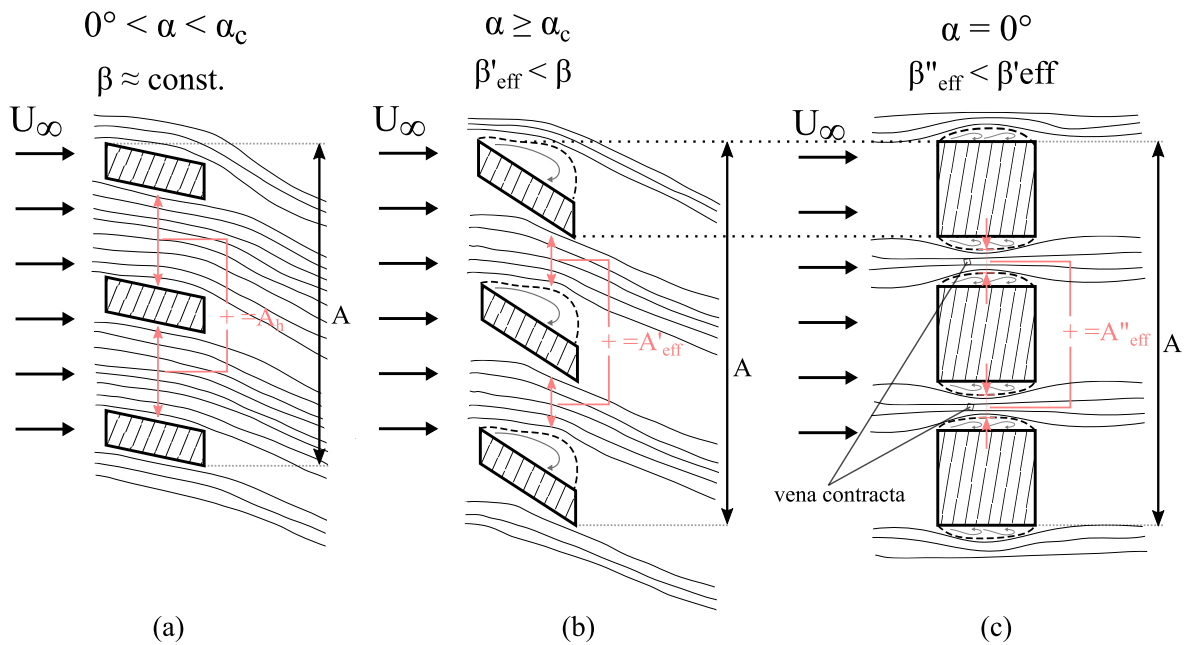 0° < α < αc
β ≈ const.
U∞
+ =Ah
A
(a)
α ≥ αc
β'eff < β
U∞
+ =A'eff
A
(b)
α = 0°
β"eff < β'eff
U∞
+ =A"eff
A
vena contracta
(c)